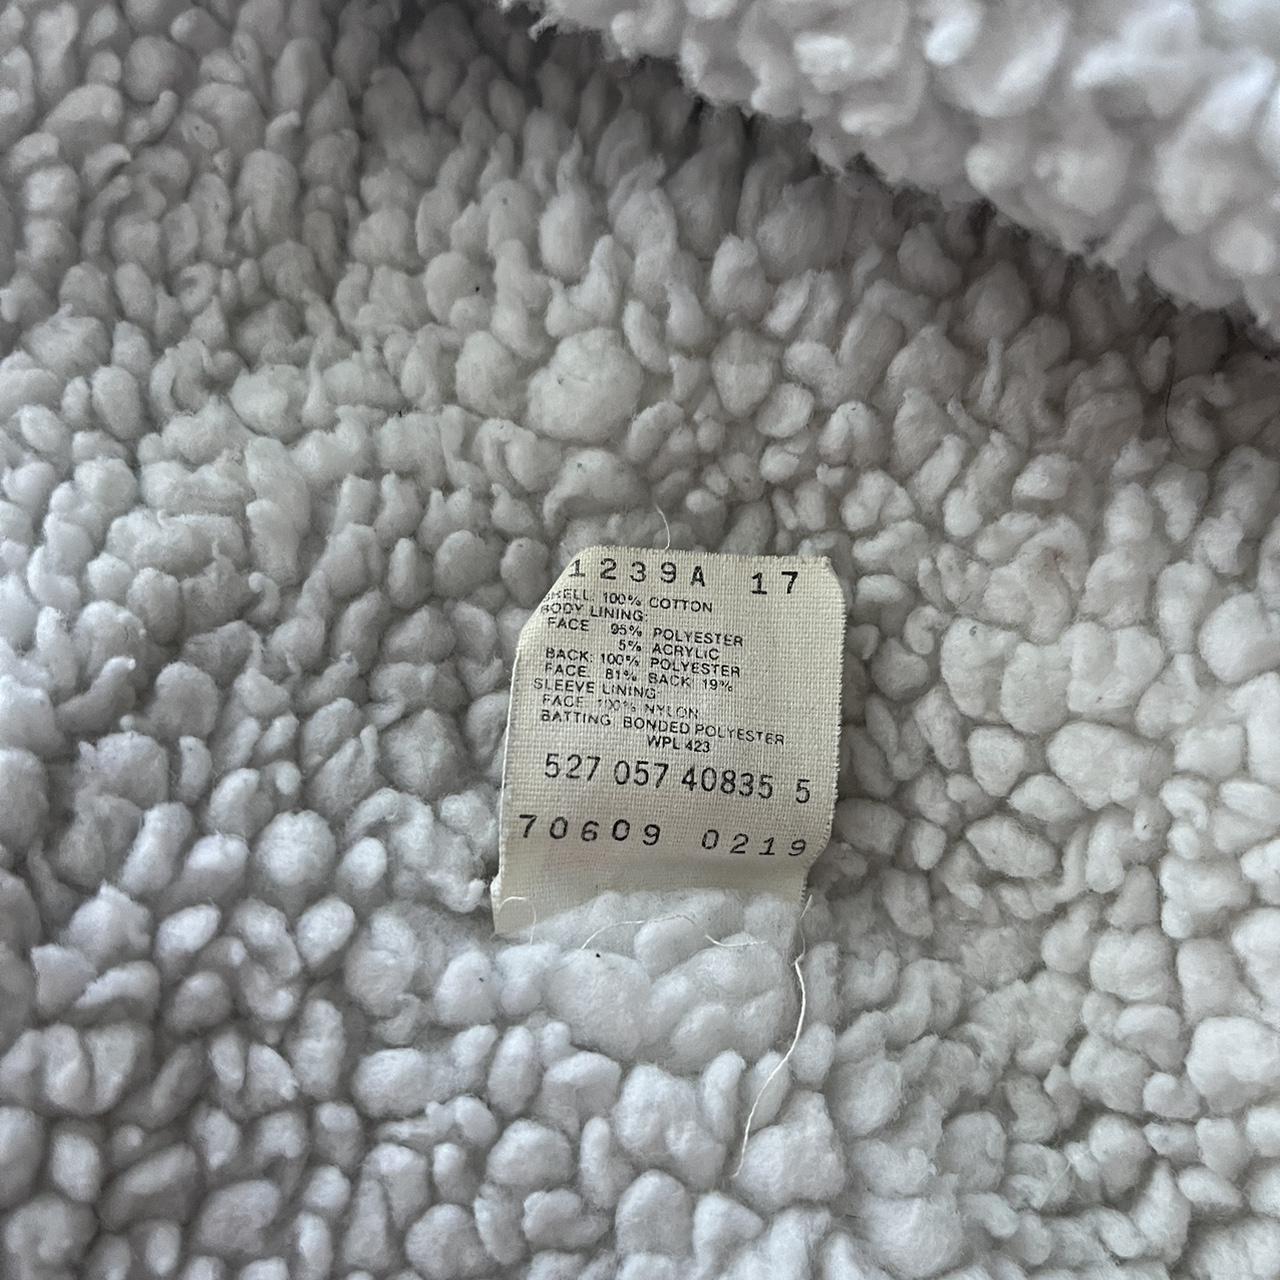 1239A 17
SHELL: 100% COTTON
BODY LINING:
FACE 95% POLYESTER
5% ACRYLIC
BACK: 100% POLYESTER
FACE: 81% BACK 19%
SLEEVE LINING:
FACE 100% NYLON
BATTING BONDED POLYESTER
WPL 423
527 057 40835 5
70609 0219